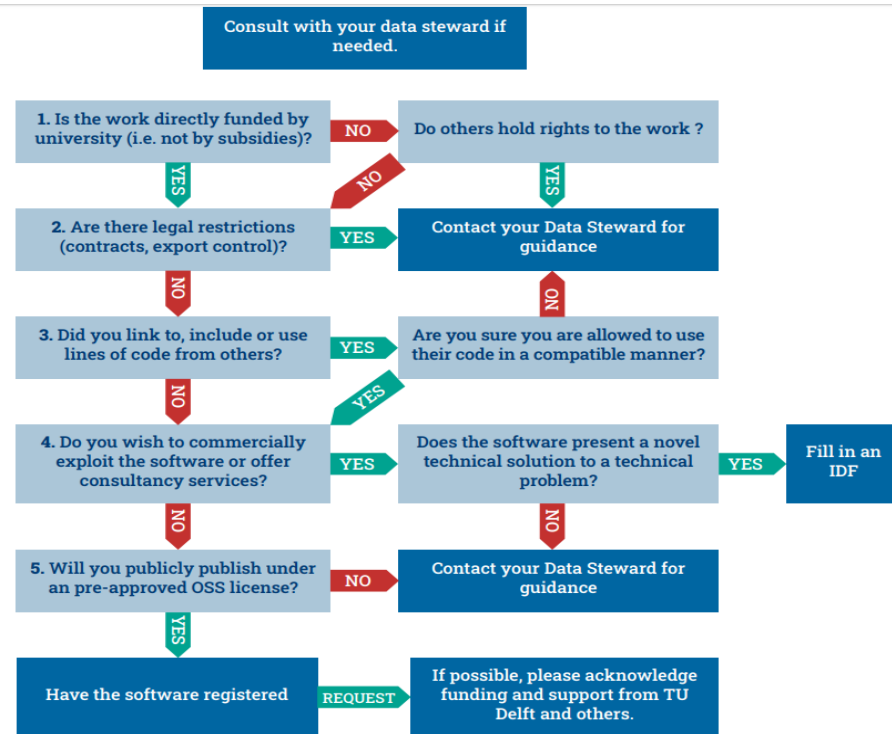 Consult with your data steward if
needed.
1. Is the work directly funded by
university (i.e. not by subsidies)?
NO
Do others hold rights to the work ?
YES
NO
YES
2. Are there legal restrictions
(contracts, export control)?
YES
Contact your Data Steward for
guidance
NO
NO
3. Did you link to, include or use
lines of code from others?
YES
Are you sure you are allowed to use
their code in a compatible manner?
NO
YES
4. Do you wish to commercially
exploit the software or offer
consultancy services?
YES
Does the software present a novel
technical solution to a technical
problem?
YES
Fill in an
IDF
NO
NO
5. Will you publicly publish under
an pre-approved OSS license?
NO
Contact your Data Steward for
guidance
YES
Have the software registered
REQUEST
If possible, please acknowledge
funding and support from TU
Delft and others.